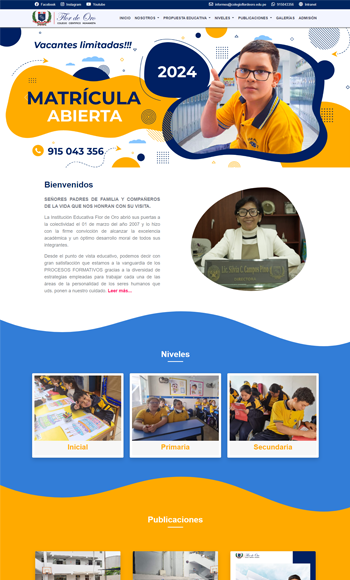 Facebook Instagram Youtube informes@colegioflordeoro.edu.pe 915043356 Intranet
Flor de Oro
INICIO NOSOTROS PROPUESTA EDUCATIVA NIVELES PUBLICACIONES GALERÍAS ADMISIÓN
Vacantes limitadas!!!
2024
MATRÍCULA
ABIERTA
915 043 356
Bienvenidos
SEÑORES PADRES DE FAMILIA Y COMPAÑEROS
DE LA VIDA QUE NOS HONRAN CON SU VISITA.
La Institución Educativa Flor de Oro abrió sus puertas a
la colectividad el 01 de marzo del año 2007 y lo hizo
con la firme convicción de alcanzar la excelencia
académica y un óptimo desarrollo moral de todos sus
integrantes.
Desde el punto de vista educativo, podemos decir con
gran satisfacción que estamos a la vanguardia de los
PROCESOS FORMATIVOS gracias a la diversidad de
estrategias empleadas para trabajar cada una de las
áreas de la personalidad de los seres humanos que
uds. ponen a nuestro cuidado. Leer más...
Niveles
Inicial
Primaria
Secundaria
Publicaciones